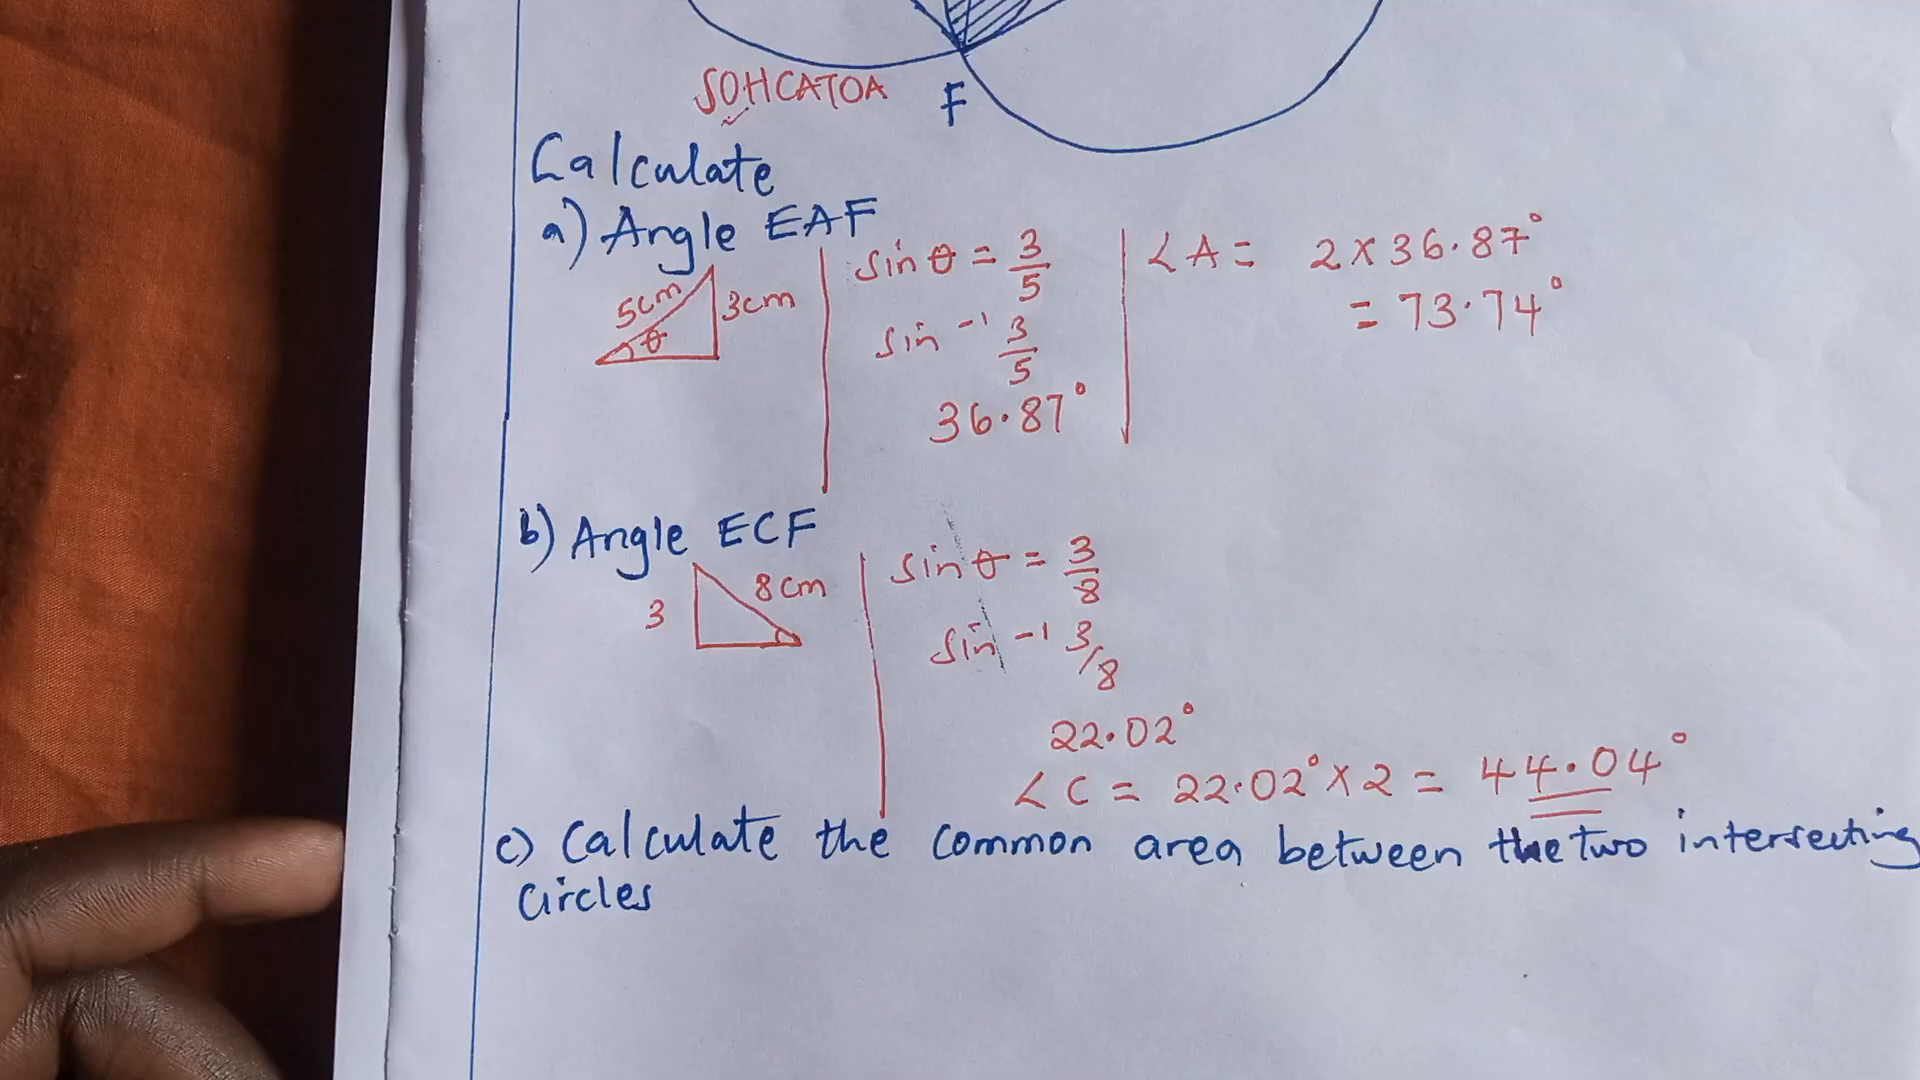 SOHCATOA
F
Calculate
a) Angle EAF
5cm
3cm
θ
sin θ = 3/5
sin⁻¹ 3/5
36.87°
∠A = 2 × 36.87°
= 73.74°
b) Angle ECF
3
8cm
sin θ = 3/8
sin⁻¹ 3/8
22.02°
∠C = 22.02° × 2 = 44.04°
c) Calculate the common area between the two intersecting
circles